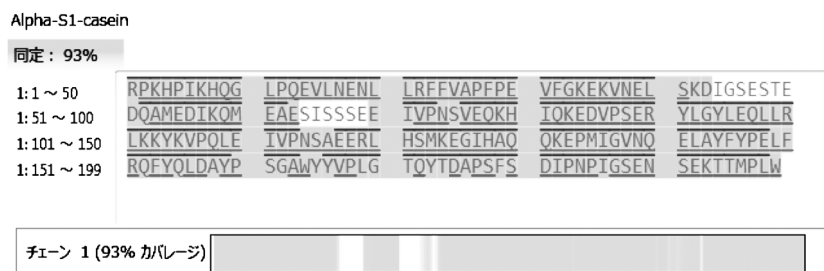 Alpha-S1-casein
同定： 93%
1:1 ～ 50 RPKHPIKHQG LPQEVLNENL LRFFVAPFPE VFGKEKVNEL SKDIGSESTE
1:51 ～ 100 DQAMEDIKQM EAESISSSEE IVPNSVEQKH IQKEDVPSER YLGYLEQLLR
1:101 ～ 150 LKKYKVPQLE IVPNSAEERL HSMKEGIHAQ QKEPMIGVNQ ELAYFYPELF
1:151 ～ 199 RQFYQLDAYP SGAWYYVPLG TQYTDAPSFS DIPNPIGSEN SEKTTMPLW
チェーン 1 (93% カバレージ)